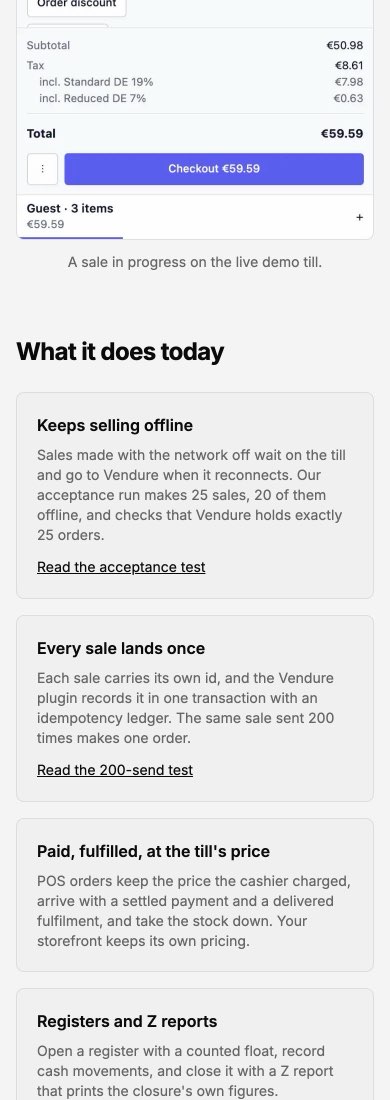 Order discount
Subtotal €50.98
Tax €8.61
incl. Standard DE 19% €7.98
incl. Reduced DE 7% €0.63
Total €59.59
Checkout €59.59
Guest · 3 items
€59.59
+
A sale in progress on the live demo till.
What it does today
Keeps selling offline
Sales made with the network off wait on the till
and go to Vendure when it reconnects. Our
acceptance run makes 25 sales, 20 of them
offline, and checks that Vendure holds exactly
25 orders.
Read the acceptance test
Every sale lands once
Each sale carries its own id, and the Vendure
plugin records it in one transaction with an
idempotency ledger. The same sale sent 200
times makes one order.
Read the 200-send test
Paid, fulfilled, at the till's price
POS orders keep the price the cashier charged,
arrive with a settled payment and a delivered
fulfilment, and take the stock down. Your
storefront keeps its own pricing.
Registers and Z reports
Open a register with a counted float, record
cash movements, and close it with a Z report
that prints the closure's own figures.